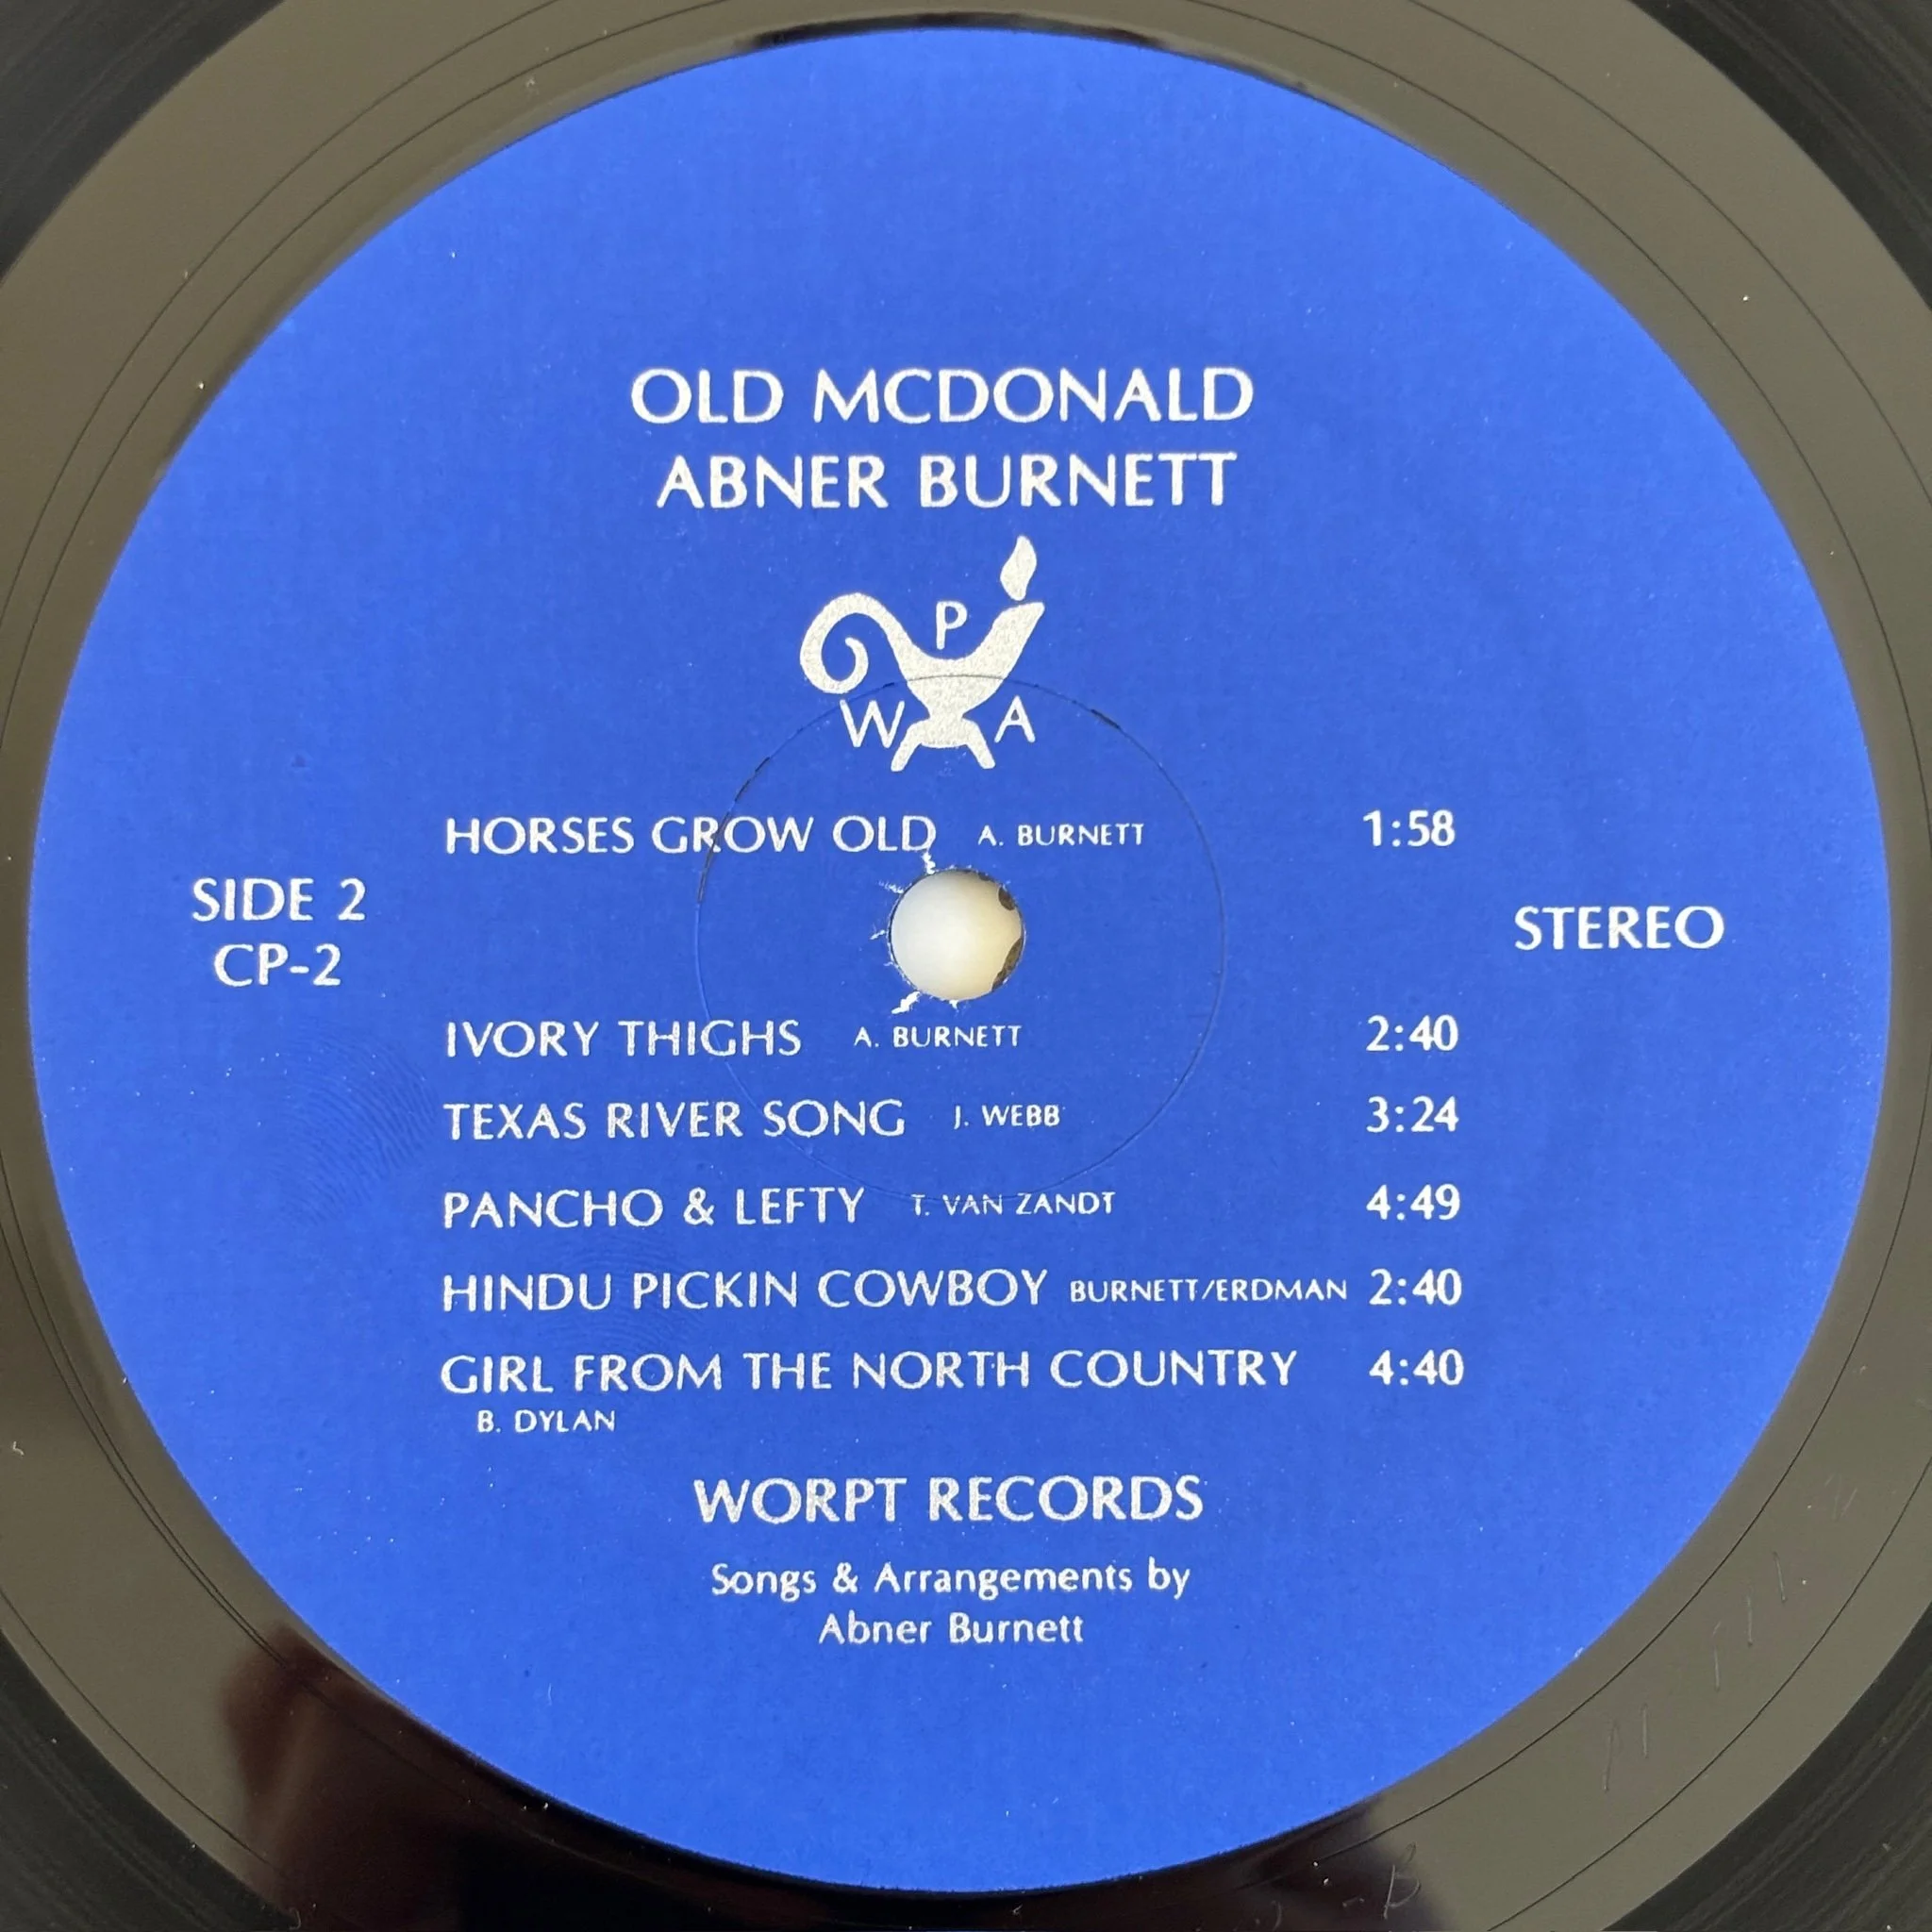 OLD MCDONALD
ABNER BURNETT
P
W A
HORSES GROW OLD A. BURNETT 1:58
SIDE 2
CP-2
STEREO
IVORY THIGHS A. BURNETT 2:40
TEXAS RIVER SONG J. WEBB 3:24
PANCHO & LEFTY T. VAN ZANDT 4:49
HINDU PICKIN COWBOY BURNETT/ERDMAN 2:40
GIRL FROM THE NORTH COUNTRY 4:40
B. DYLAN
WORPT RECORDS
Songs & Arrangements by
Abner Burnett